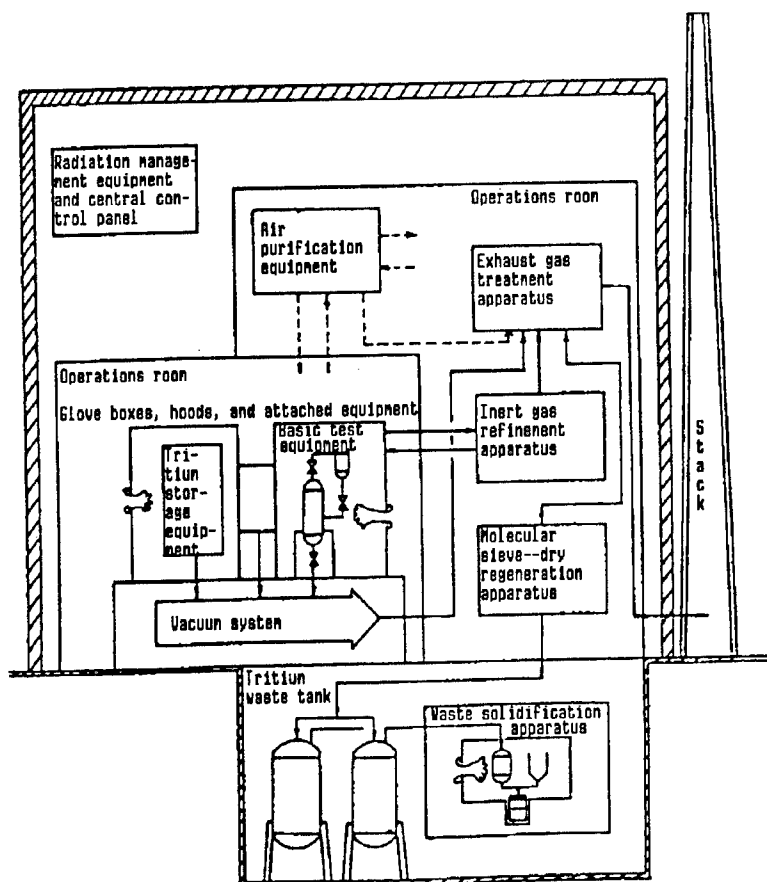 Radiation manage-
ment equipment
and central con-
trol panel
Operations room
Air
purification
equipment
Exhaust gas
treatment
apparatus
Operations room
Glove boxes, hoods, and attached equipment
Basic test
equipment
Tri-
tium
stor-
age
equip-
ment
Inert gas
refinement
apparatus
Stack
Molecular
sieve--dry
regeneration
apparatus
Vacuum system
Tritium
waste tank
Waste solidification
apparatus